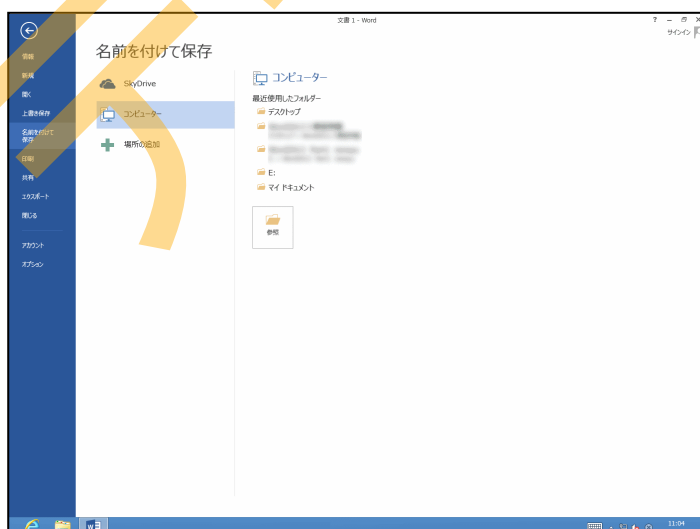 文書 1 - Word
?
サインイン
情報
新規
開く
上書き保存
名前を付けて
保存
印刷
共有
エクスポート
閉じる
アカウント
オプション
名前を付けて保存
SkyDrive
コンピューター
場所の追加
コンピューター
最近使用したフォルダー
デスクトップ
E:
マイ ドキュメント
参照
11:04